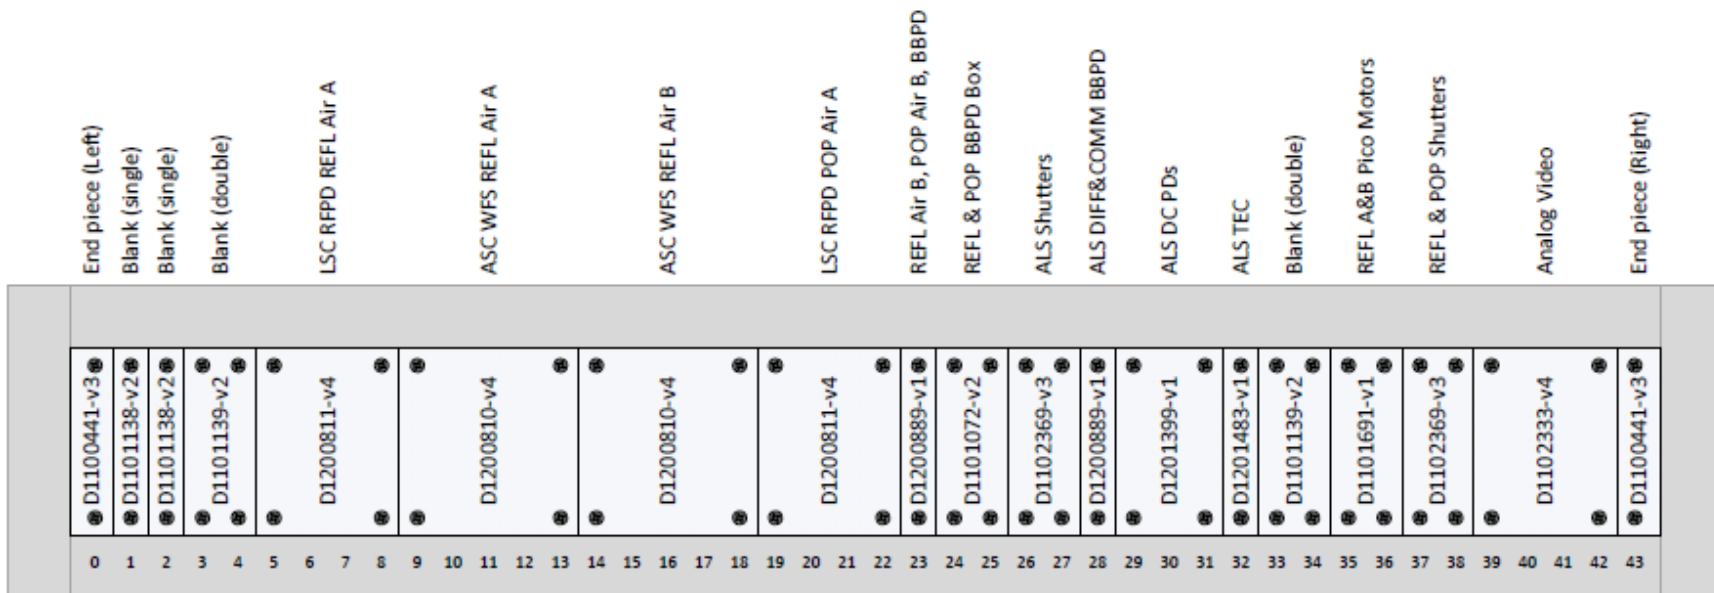 End piece (Left)
Blank (single)
Blank (single)
Blank (double)
LSC RFPD REFL Air A
ASC WFS REFL Air A
ASC WFS REFL Air B
LSC RFPD POP Air A
REFL Air B, POP Air B, BBPD
REFL & POP BBPD Box
ALS Shutters
ALS DIFF&COMM BBPD
ALS DC PDs
ALS TEC
Blank (double)
REFL A&B Pico Motors
REFL & POP Shutters
Analog Video
End piece (Right)
D1100441-v3
D1101138-v2
D1101138-v2
D1101139-v2
D1200811-v4
D1200810-v4
D1200810-v4
D1200811-v4
D1200889-v1
D1101072-v2
D1102369-v3
D1200889-v1
D1201399-v1
D1201483-v1
D1101139-v2
D1101691-v1
D1102369-v3
D1102333-v4
D1100441-v3
0 1 2 3 4 5 6 7 8 9 10 11 12 13 14 15 16 17 18 19 20 21 22 23 24 25 26 27 28 29 30 31 32 33 34 35 36 37 38 39 40 41 42 43